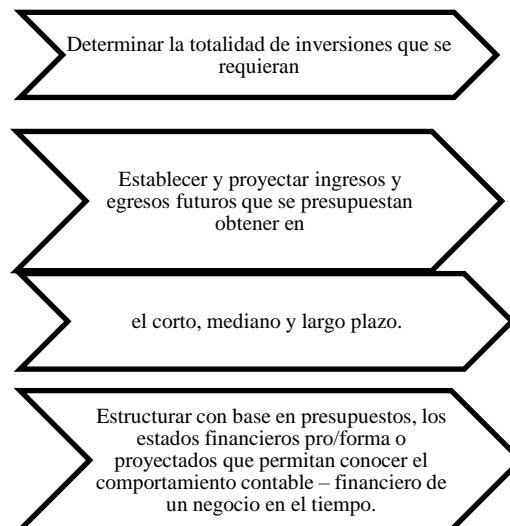 Determinar la totalidad de inversiones que se
requieran
Establecer y proyectar ingresos y
egresos futuros que se presupuestan
obtener en
el corto, mediano y largo plazo.
Estructurar con base en presupuestos, los
estados financieros pro/forma o
proyectados que permitan conocer el
comportamiento contable – financiero de
un negocio en el tiempo.